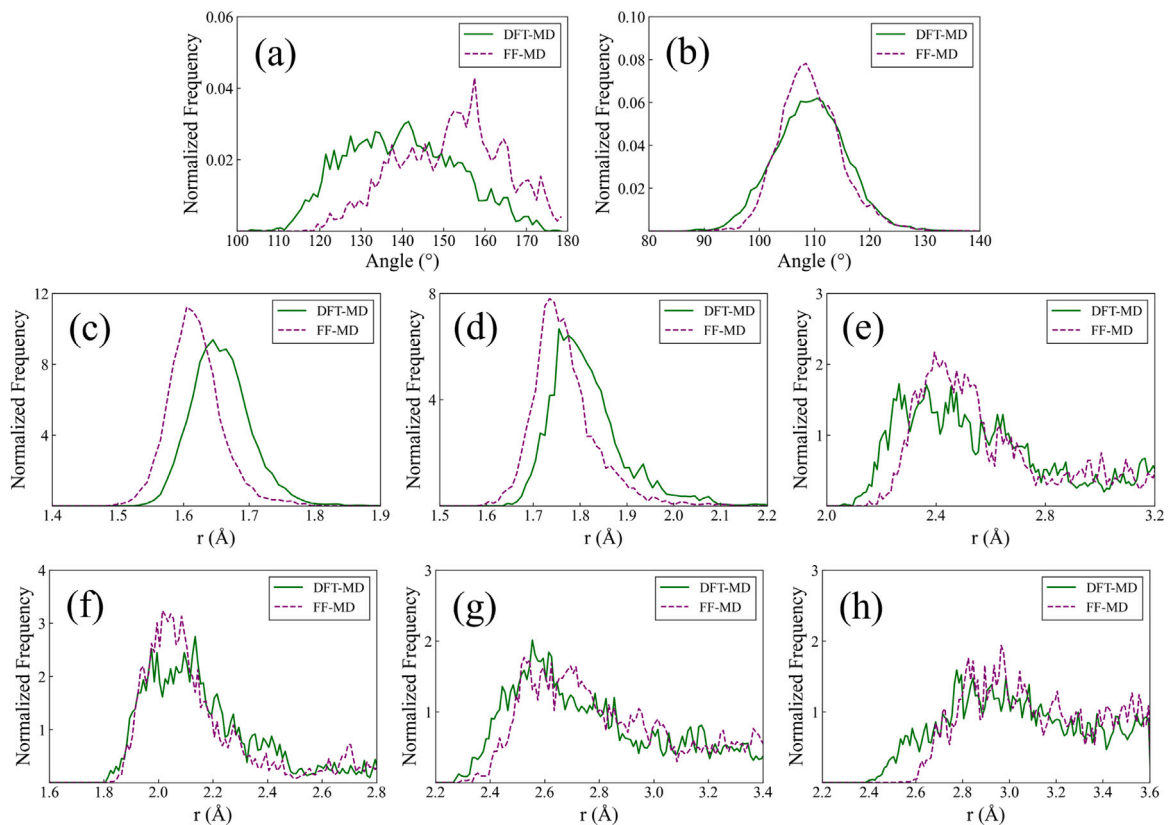 Normalized Frequency
0.06
0.04
0.02
(a)
DFT-MD
FF-MD
100 110 120 130 140 150 160 170 180
Angle (°)
Normalized Frequency
0.10
0.08
0.06
0.04
0.02
(b)
DFT-MD
FF-MD
80 90 100 110 120 130 140
Angle (°)
Normalized Frequency
12
8
4
(c)
DFT-MD
FF-MD
1.4 1.5 1.6 1.7 1.8 1.9
r (Å)
Normalized Frequency
8
4
(d)
DFT-MD
FF-MD
1.5 1.6 1.7 1.8 1.9 2.0 2.1 2.2
r (Å)
Normalized Frequency
3
2
1
(e)
DFT-MD
FF-MD
2.0 2.4 2.8 3.2
r (Å)
Normalized Frequency
4
3
2
1
(f)
DFT-MD
FF-MD
1.6 1.8 2.0 2.2 2.4 2.6 2.8
r (Å)
Normalized Frequency
3
2
1
(g)
DFT-MD
FF-MD
2.2 2.4 2.6 2.8 3.0 3.2 3.4
r (Å)
Normalized Frequency
3
2
1
(h)
DFT-MD
FF-MD
2.2 2.4 2.6 2.8 3.0 3.2 3.4 3.6
r (Å)